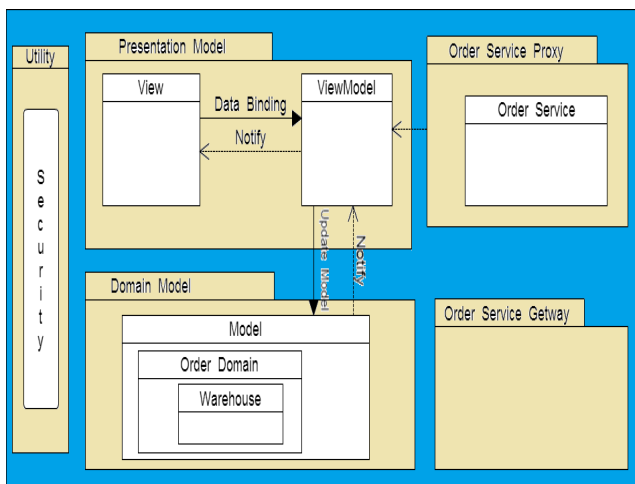 Utility
Security
Presentation Model
View
Data Binding
Notify
ViewModel
Order Service Proxy
Order Service
Update Model
Notify
Domain Model
Model
Order Domain
Warehouse
Order Service Getway